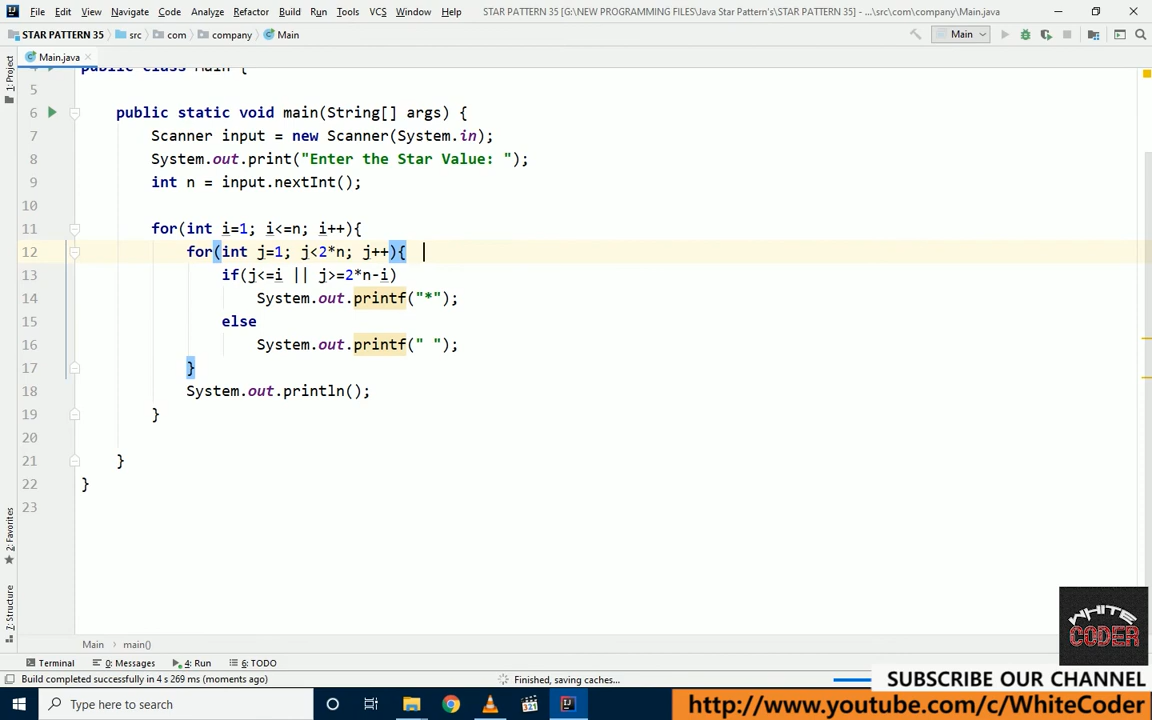 File Edit View Navigate Code Analyze Refactor Build Run Tools VCS Window Help STAR PATTERN 35 [G:\NEW PROGRAMMING FILES\Java Star Pattern's\STAR PATTERN 35] - ...\src\com\company\Main.java
STAR PATTERN 35 src com company Main Main
Main.java
5
6 public static void main(String[] args) {
7 Scanner input = new Scanner(System.in);
8 System.out.print("Enter the Star Value: ");
9 int n = input.nextInt();
10
11 for(int i=1; i<=n; i++){
12 for(int j=1; j<2*n; j++){
13 if(j<=i || j>=2*n-i)
14 System.out.printf("*");
15 else
16 System.out.printf(" ");
17 }
18 System.out.println();
19 }
20
21 }
22 }
23
1: Project
2: Favorites
7: Structure
Main main()
Terminal 0: Messages 4: Run 6: TODO
Build completed successfully in 4 s 269 ms (moments ago) Finished, saving caches...
Type here to search
321
WHITE
CODER
SUBSCRIBE OUR CHANNEL
http://www.youtube.com/c/WhiteCoder